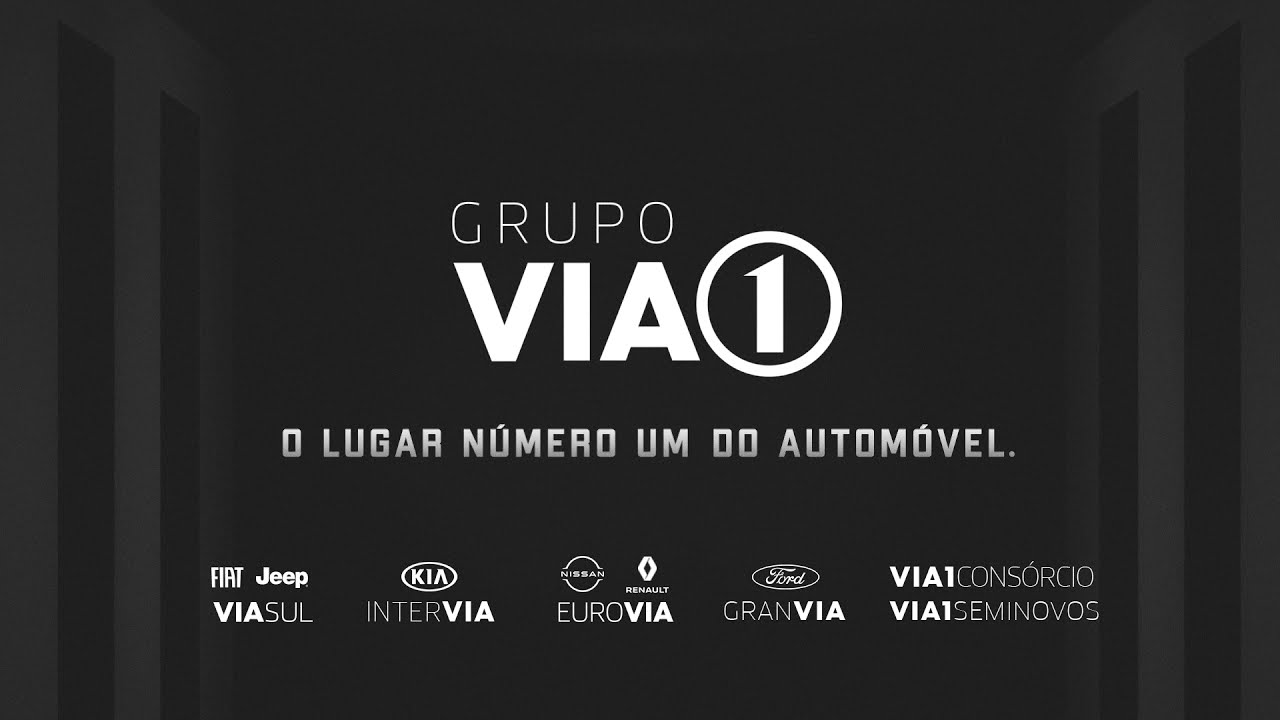 GRUPO
VIA1
O LUGAR NÚMERO UM DO AUTOMÓVEL.
FIAT Jeep
VIASUL
KIA
INTERVIA
NISSAN RENAULT
EUROVIA
Ford
GRANVIA
VIA1CONSÓRCIO
VIA1SEMINOVOS